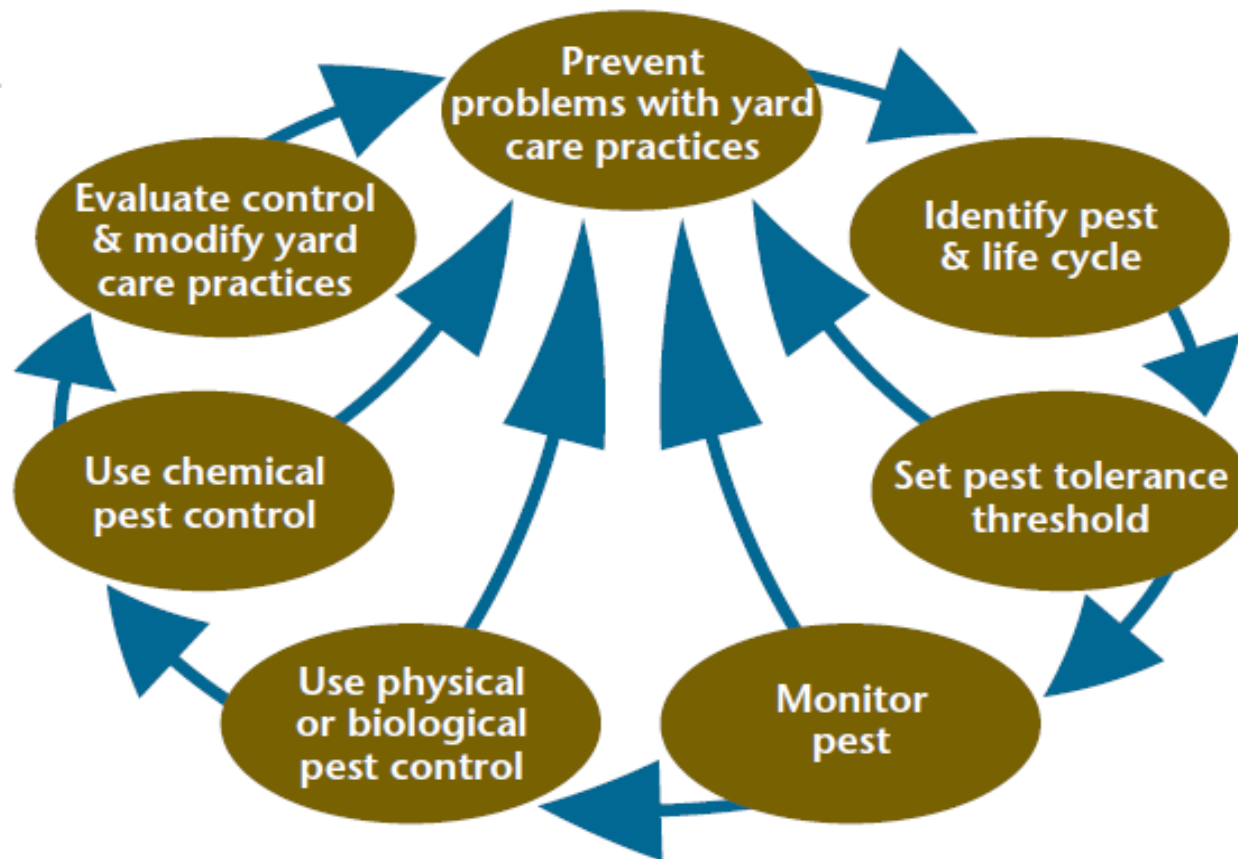 Prevent
problems with yard
care practices
Identify pest
& life cycle
Set pest tolerance
threshold
Monitor
pest
Use physical
or biological
pest control
Use chemical
pest control
Evaluate control
& modify yard
care practices